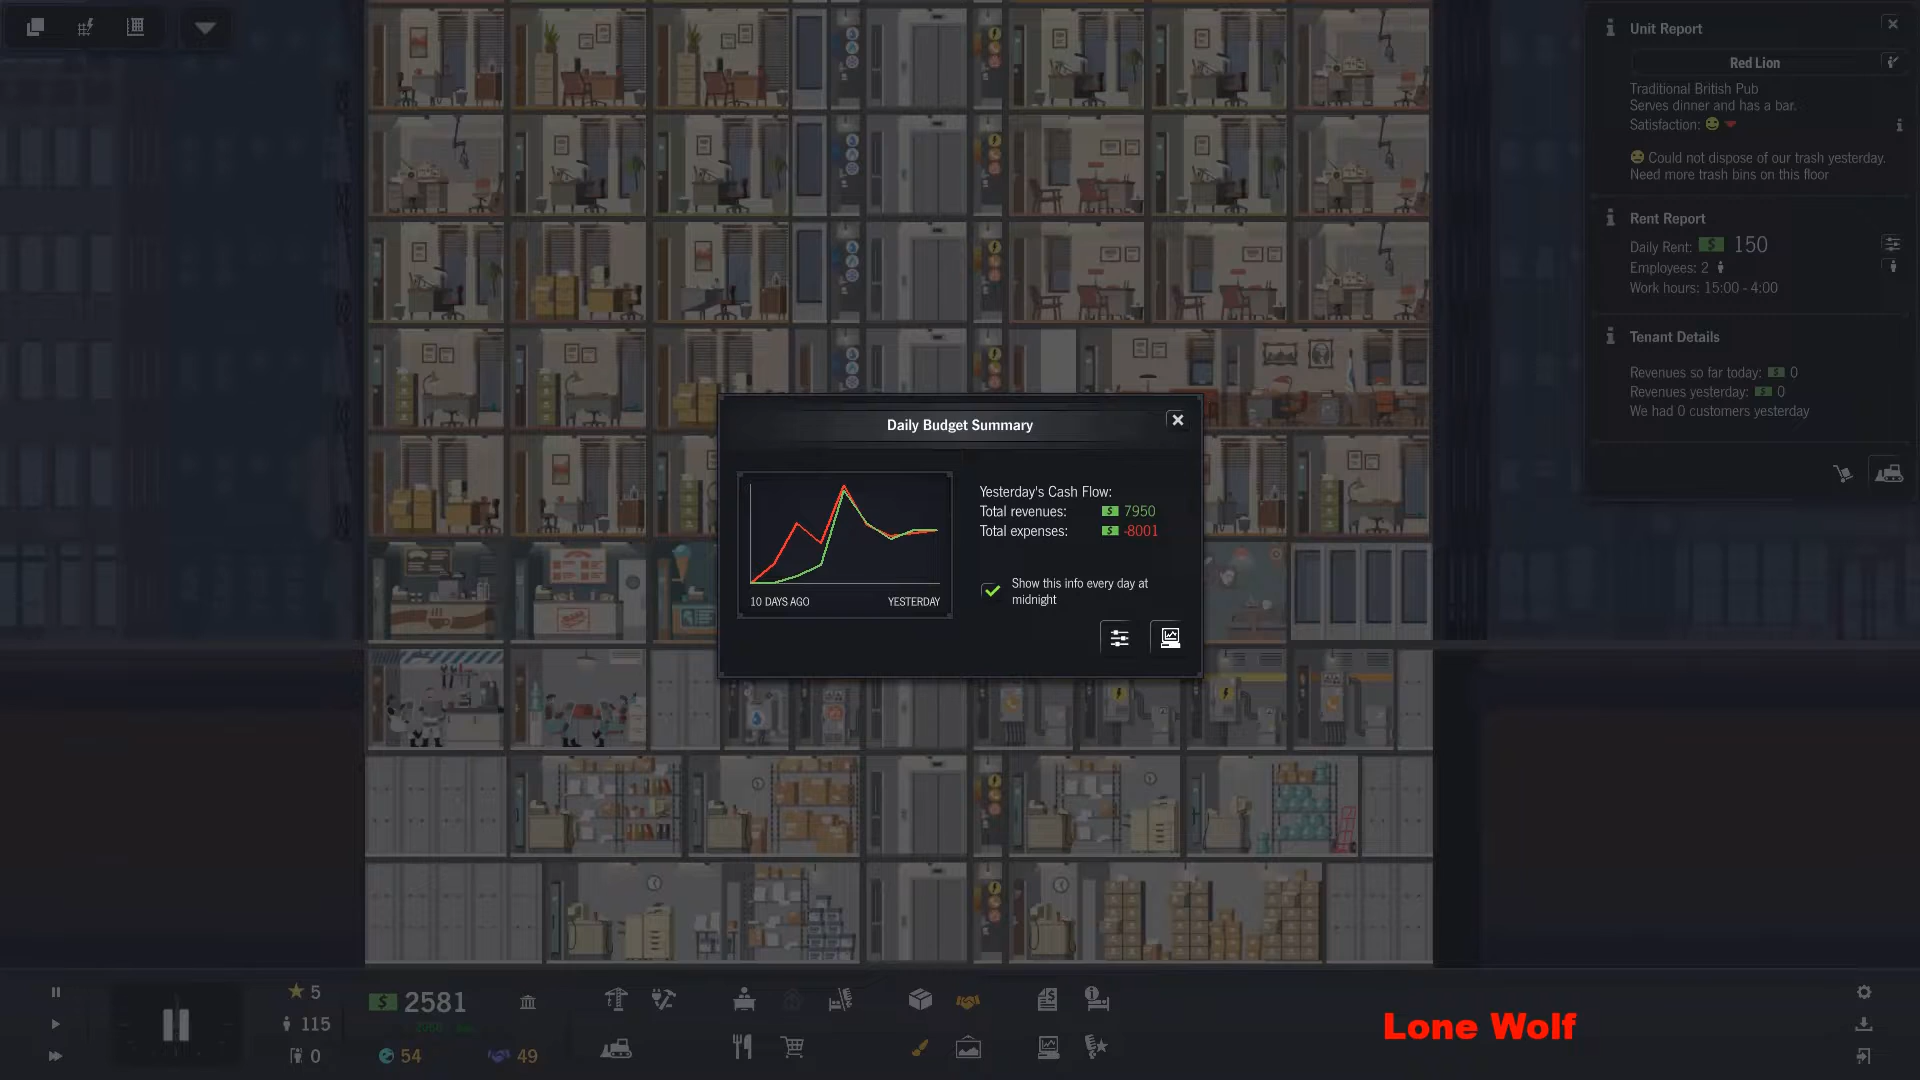 Unit Report
Red Lion
Traditional British Pub
Serves dinner and has a bar.
Satisfaction:
Could not dispose of our trash yesterday.
Need more trash bins on this floor
Rent Report
Daily Rent: $ 150
Employees: 2
Work hours: 15:00 - 4:00
Tenant Details
Revenues so far today: $ 0
Revenues yesterday: $ 0
We had 0 customers yesterday
Daily Budget Summary
Yesterday's Cash Flow:
Total revenues: $ 7950
Total expenses: $ -8001
Show this info every day at
midnight
10 DAYS AGO YESTERDAY
5
115
0
$ 2581
54
49
Lone Wolf